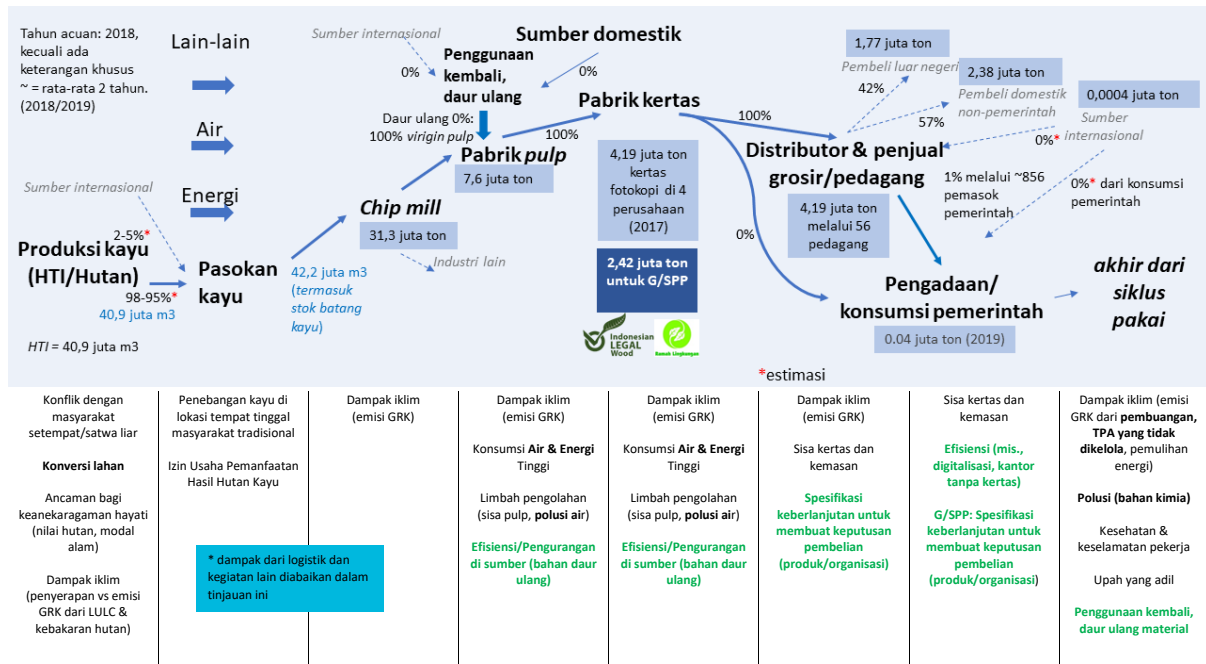 Tahun acuan: 2018,
kecuali ada
keterangan khusus
~ = rata-rata 2 tahun.
(2018/2019)
Lain-lain
Air
Energi
Sumber internasional
0%
Sumber domestik
0%
Penggunaan
kembali,
daur ulang
Daur ulang 0%:
100% virigin pulp
100%
Pabrik pulp
7,6 juta ton
Pabrik kertas
4,19 juta ton
kertas
fotokopi di 4
perusahaan
(2017)
2,42 juta ton
untuk G/SPP
Indonesian
LEGAL
Wood
Ramah Lingkungan
100%
0%
1,77 juta ton
Pembeli luar negeri
42%
2,38 juta ton
Pembeli domestik
non-pemerintah
57%
0,0004 juta ton
Sumber
internasional
0%*
Distributor & penjual
grosir/pedagang
4,19 juta ton
melalui 56
pedagang
1% melalui ~856
pemasok
pemerintah
0%* dari konsumsi
pemerintah
Sumber internasional
2-5%*
Produksi kayu
(HTI/Hutan)
98-95%*
40,9 juta m3
HTI = 40,9 juta m3
Pasokan
kayu
42,2 juta m3
(termasuk
stok batang
kayu)
Chip mill
31,3 juta ton
Industri lain
Pengadaan/
konsumsi pemerintah
0.04 juta ton (2019)
akhir dari
siklus
pakai
*estimasi
Konflik dengan
masyarakat
setempat/satwa liar
Konversi lahan
Ancaman bagi
keanekaragaman hayati
(nilai hutan, modal
alam)
Dampak iklim
(penyerapan vs emisi
GRK dari LULC &
kebakaran hutan)
Penebangan kayu di
lokasi tempat tinggal
masyarakat tradisional
Izin Usaha Pemanfaatan
Hasil Hutan Kayu
* dampak dari logistik dan
kegiatan lain diabaikan dalam
tinjauan ini
Dampak iklim
(emisi GRK)
Dampak iklim
(emisi GRK)
Konsumsi Air & Energi
Tinggi
Limbah pengolahan
(sisa pulp, polusi air)
Efisiensi/Pengurangan
di sumber (bahan daur
ulang)
Dampak iklim
(emisi GRK)
Konsumsi Air & Energi
Tinggi
Limbah pengolahan
(sisa pulp, polusi air)
Efisiensi/Pengurangan
di sumber (bahan daur
ulang)
Dampak iklim
(emisi GRK)
Sisa kertas dan
kemasan
Spesifikasi
keberlanjutan untuk
membuat keputusan
pembelian
(produk/organisasi)
Sisa kertas dan
kemasan
Efisiensi (mis.,
digitalisasi, kantor
tanpa kertas)
G/SPP: Spesifikasi
keberlanjutan untuk
membuat keputusan
pembelian
(produk/organisasi)
Dampak iklim (emisi
GRK dari pembuangan,
TPA yang tidak
dikelola, pemulihan
energi)
Polusi (bahan kimia)
Kesehatan &
keselamatan pekerja
Upah yang adil
Penggunaan kembali,
daur ulang material